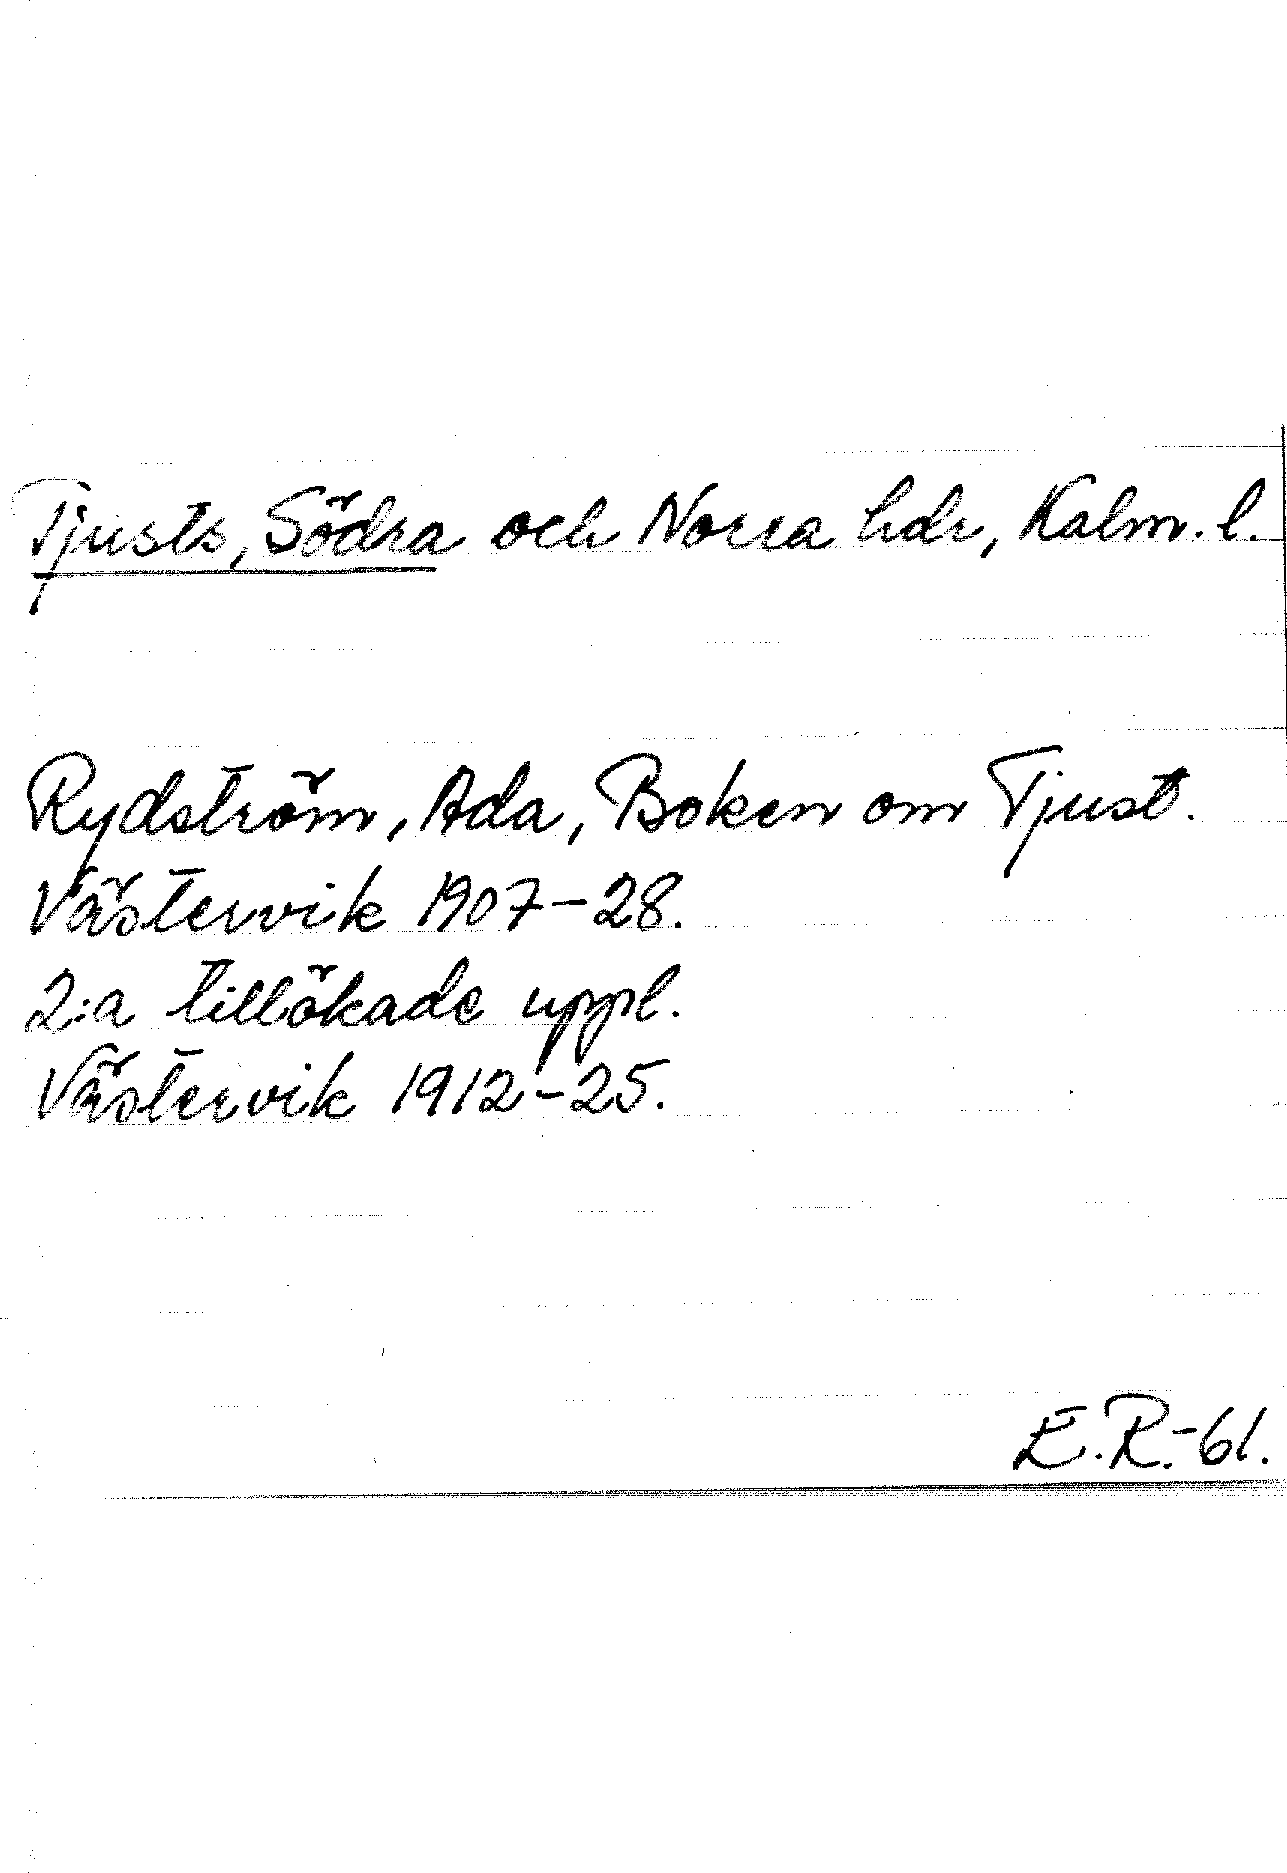 Tjusts, Södra och Norra hdr, Kalm. l.
Rydström, Ada, Boken om Tjust.
Västervik 1907-28.
2:a tillökade uppl.
Västervik 1912-25.
E.R.-61.